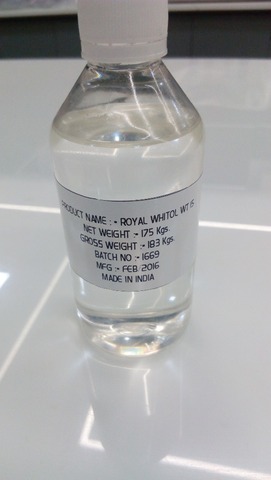 PRODUCT NAME :- ROYAL WHITOL WT 15
NET WEIGHT :- 175 Kgs.
GROSS WEIGHT :- 183 Kgs.
BATCH NO :- 1669
MFG :- FEB 2016
MADE IN INDIA